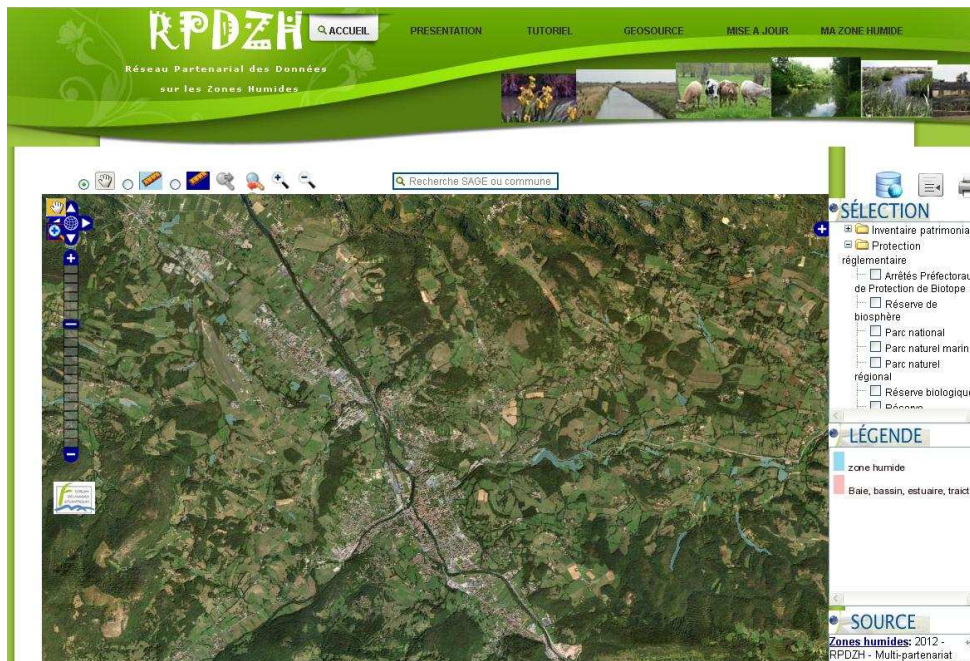 RPDZH
Réseau Partenarial des Données
sur les Zones Humides
ACCUEIL
PRESENTATION
TUTORIEL
GEOSOURCE
MISE A JOUR
MA ZONE HUMIDE
Recherche SAGE ou commune
SÉLECTION
Inventaire patrimonia
Protection
réglementaire
Arrêtés Préfectorau
de Protection de Biotope
Réserve de
biosphère
Parc national
Parc naturel marin
Parc naturel
régional
Réserve biologique
Réserve
LÉGENDE
zone humide
Baie, bassin, estuaire, traict
SOURCE
Zones humides: 2012 -
RPDZH - Multi-partenariat